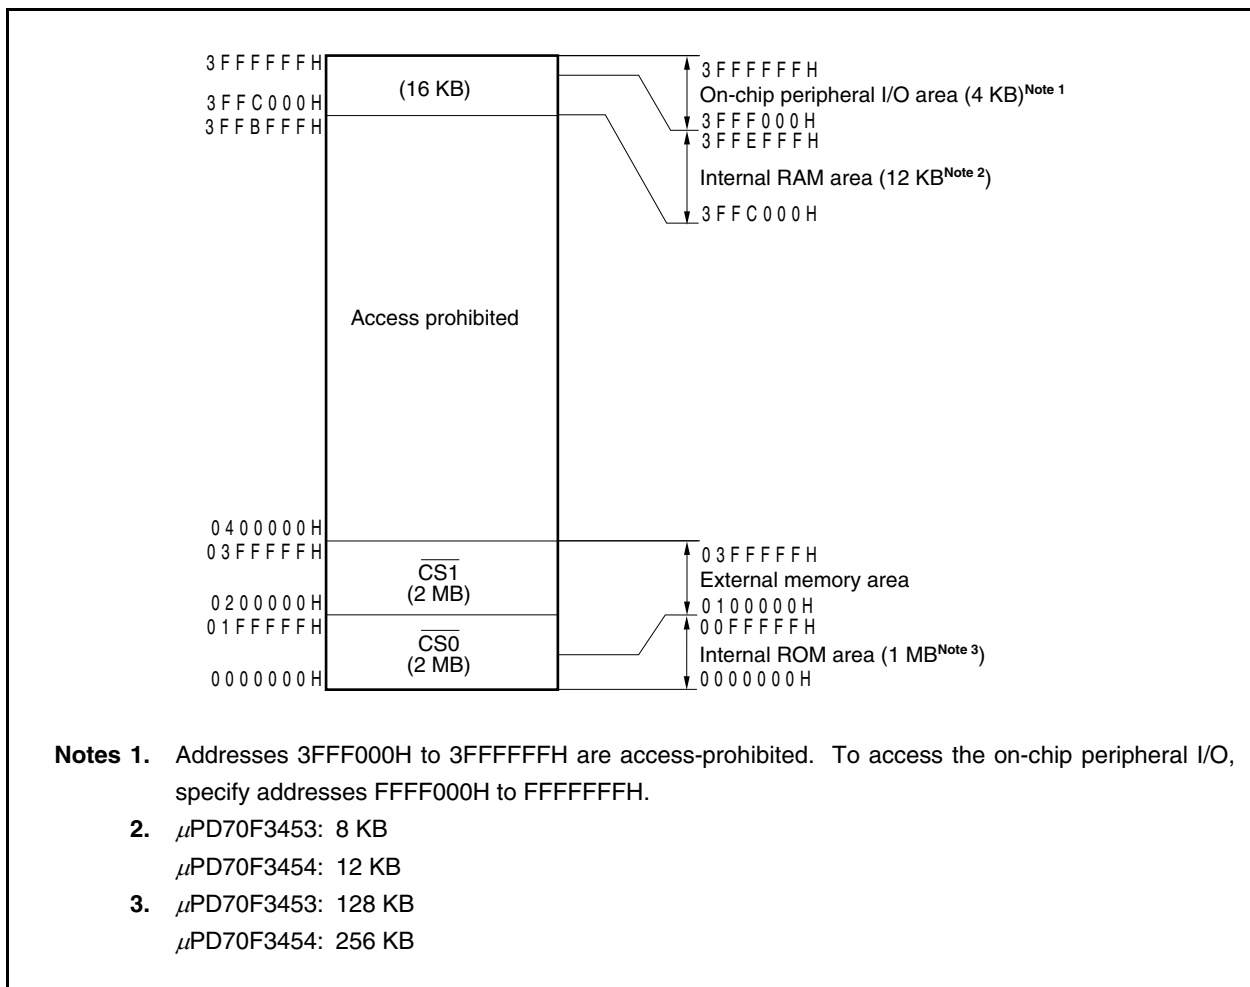 3FFFFFFH
(16 KB)
3FFC000H
3FFBFFFH
3FFFFFFH
On-chip peripheral I/O area (4 KB)Note 1
3FFF000H
3FFEFFFH
Internal RAM area (12 KBNote 2)
3FFC000H
Access prohibited
0400000H
03FFFFFH
CS1
(2 MB)
0200000H
01FFFFFH
CS0
(2 MB)
0000000H
03FFFFFH
External memory area
0100000H
00FFFFFH
Internal ROM area (1 MBNote 3)
0000000H
Notes 1. Addresses 3FFF000H to 3FFFFFFH are access-prohibited. To access the on-chip peripheral I/O,
specify addresses FFFF000H to FFFFFFFH.
2. μPD70F3453: 8 KB
μPD70F3454: 12 KB
3. μPD70F3453: 128 KB
μPD70F3454: 256 KB